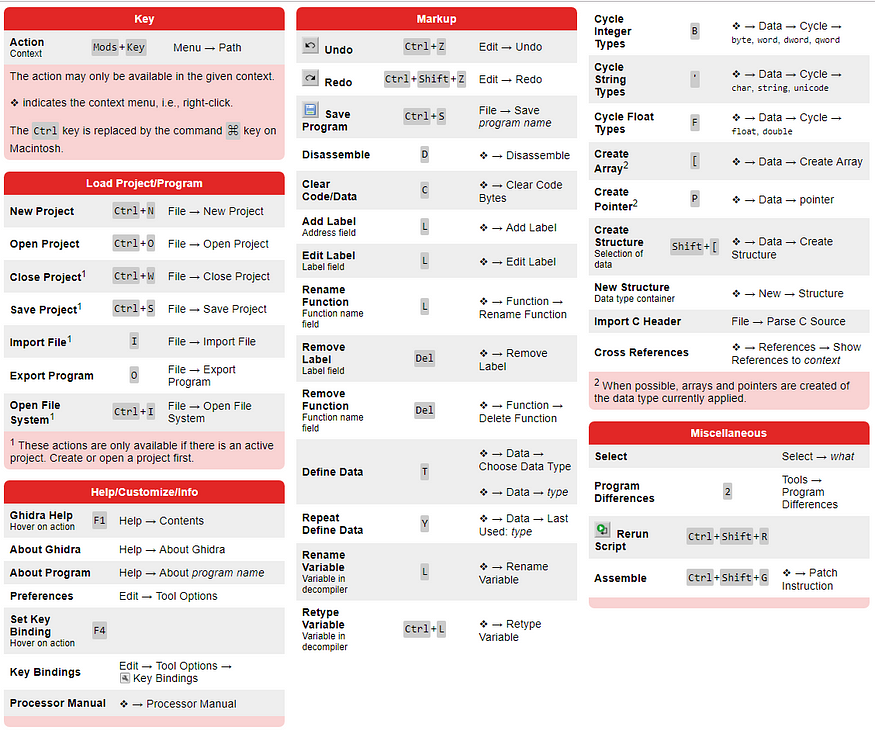 Key
Action
Context
Mods+Key
Menu → Path
The action may only be available in the given context.
❖ indicates the context menu, i.e., right-click.
The Ctrl key is replaced by the command ⌘ key on
Macintosh.
Load Project/Program
New Project Ctrl+N File → New Project
Open Project Ctrl+O File → Open Project
Close Project1 Ctrl+W File → Close Project
Save Project1 Ctrl+S File → Save Project
Import File1 I File → Import File
Export Program O File → Export
Program
Open File
System1
Ctrl+I
File → Open File
System
1 These actions are only available if there is an active
project. Create or open a project first.
Help/Customize/Info
Ghidra Help
Hover on action
F1
Help → Contents
About Ghidra Help → About Ghidra
About Program Help → About program name
Preferences Edit → Tool Options
Set Key
Binding
Hover on action
F4
Key Bindings
Edit → Tool Options →
Key Bindings
Processor Manual ❖ → Processor Manual
Markup
Undo Ctrl+Z Edit → Undo
Redo Ctrl+Shift+Z Edit → Redo
Save
Program
Ctrl+S
File → Save
program name
Disassemble D ❖ → Disassemble
Clear
Code/Data
C
❖ → Clear Code
Bytes
Add Label
Address field
L
❖ → Add Label
Edit Label
Label field
L
❖ → Edit Label
Rename
Function
Function name
field
L
❖ → Function →
Rename Function
Remove
Label
Label field
Del
❖ → Remove
Label
Remove
Function
Function name
field
Del
❖ → Function →
Delete Function
Define Data
T
❖ → Data →
Choose Data Type
❖ → Data → type
Repeat
Define Data
Y
❖ → Data → Last
Used: type
Rename
Variable
Variable in
decompiler
L
❖ → Rename
Variable
Retype
Variable
Variable in
decompiler
Ctrl+L
❖ → Retype
Variable
Cycle
Integer
Types
B
❖ → Data → Cycle →
byte, word, dword, qword
Cycle
String
Types
'
❖ → Data → Cycle →
char, string, unicode
Cycle Float
Types
F
❖ → Data → Cycle →
float, double
Create
Array2
[
❖ → Data → Create Array
Create
Pointer2
P
❖ → Data → pointer
Create
Structure
Selection of
data
Shift+[
❖ → Data → Create
Structure
New Structure
Data type container
❖ → New → Structure
Import C Header File → Parse C Source
Cross References
❖ → References → Show
References to context
2 When possible, arrays and pointers are created of
the data type currently applied.
Miscellaneous
Select Select → what
Program
Differences
2
Tools →
Program
Differences
Rerun
Script
Ctrl+Shift+R
Assemble
Ctrl+Shift+G
❖ → Patch
Instruction